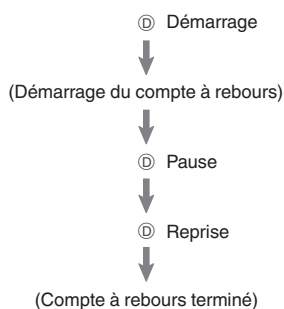 Ⓓ Démarrage
(Démarrage du compte à rebours)
Ⓓ Pause
Ⓓ Reprise
(Compte à rebours terminé)